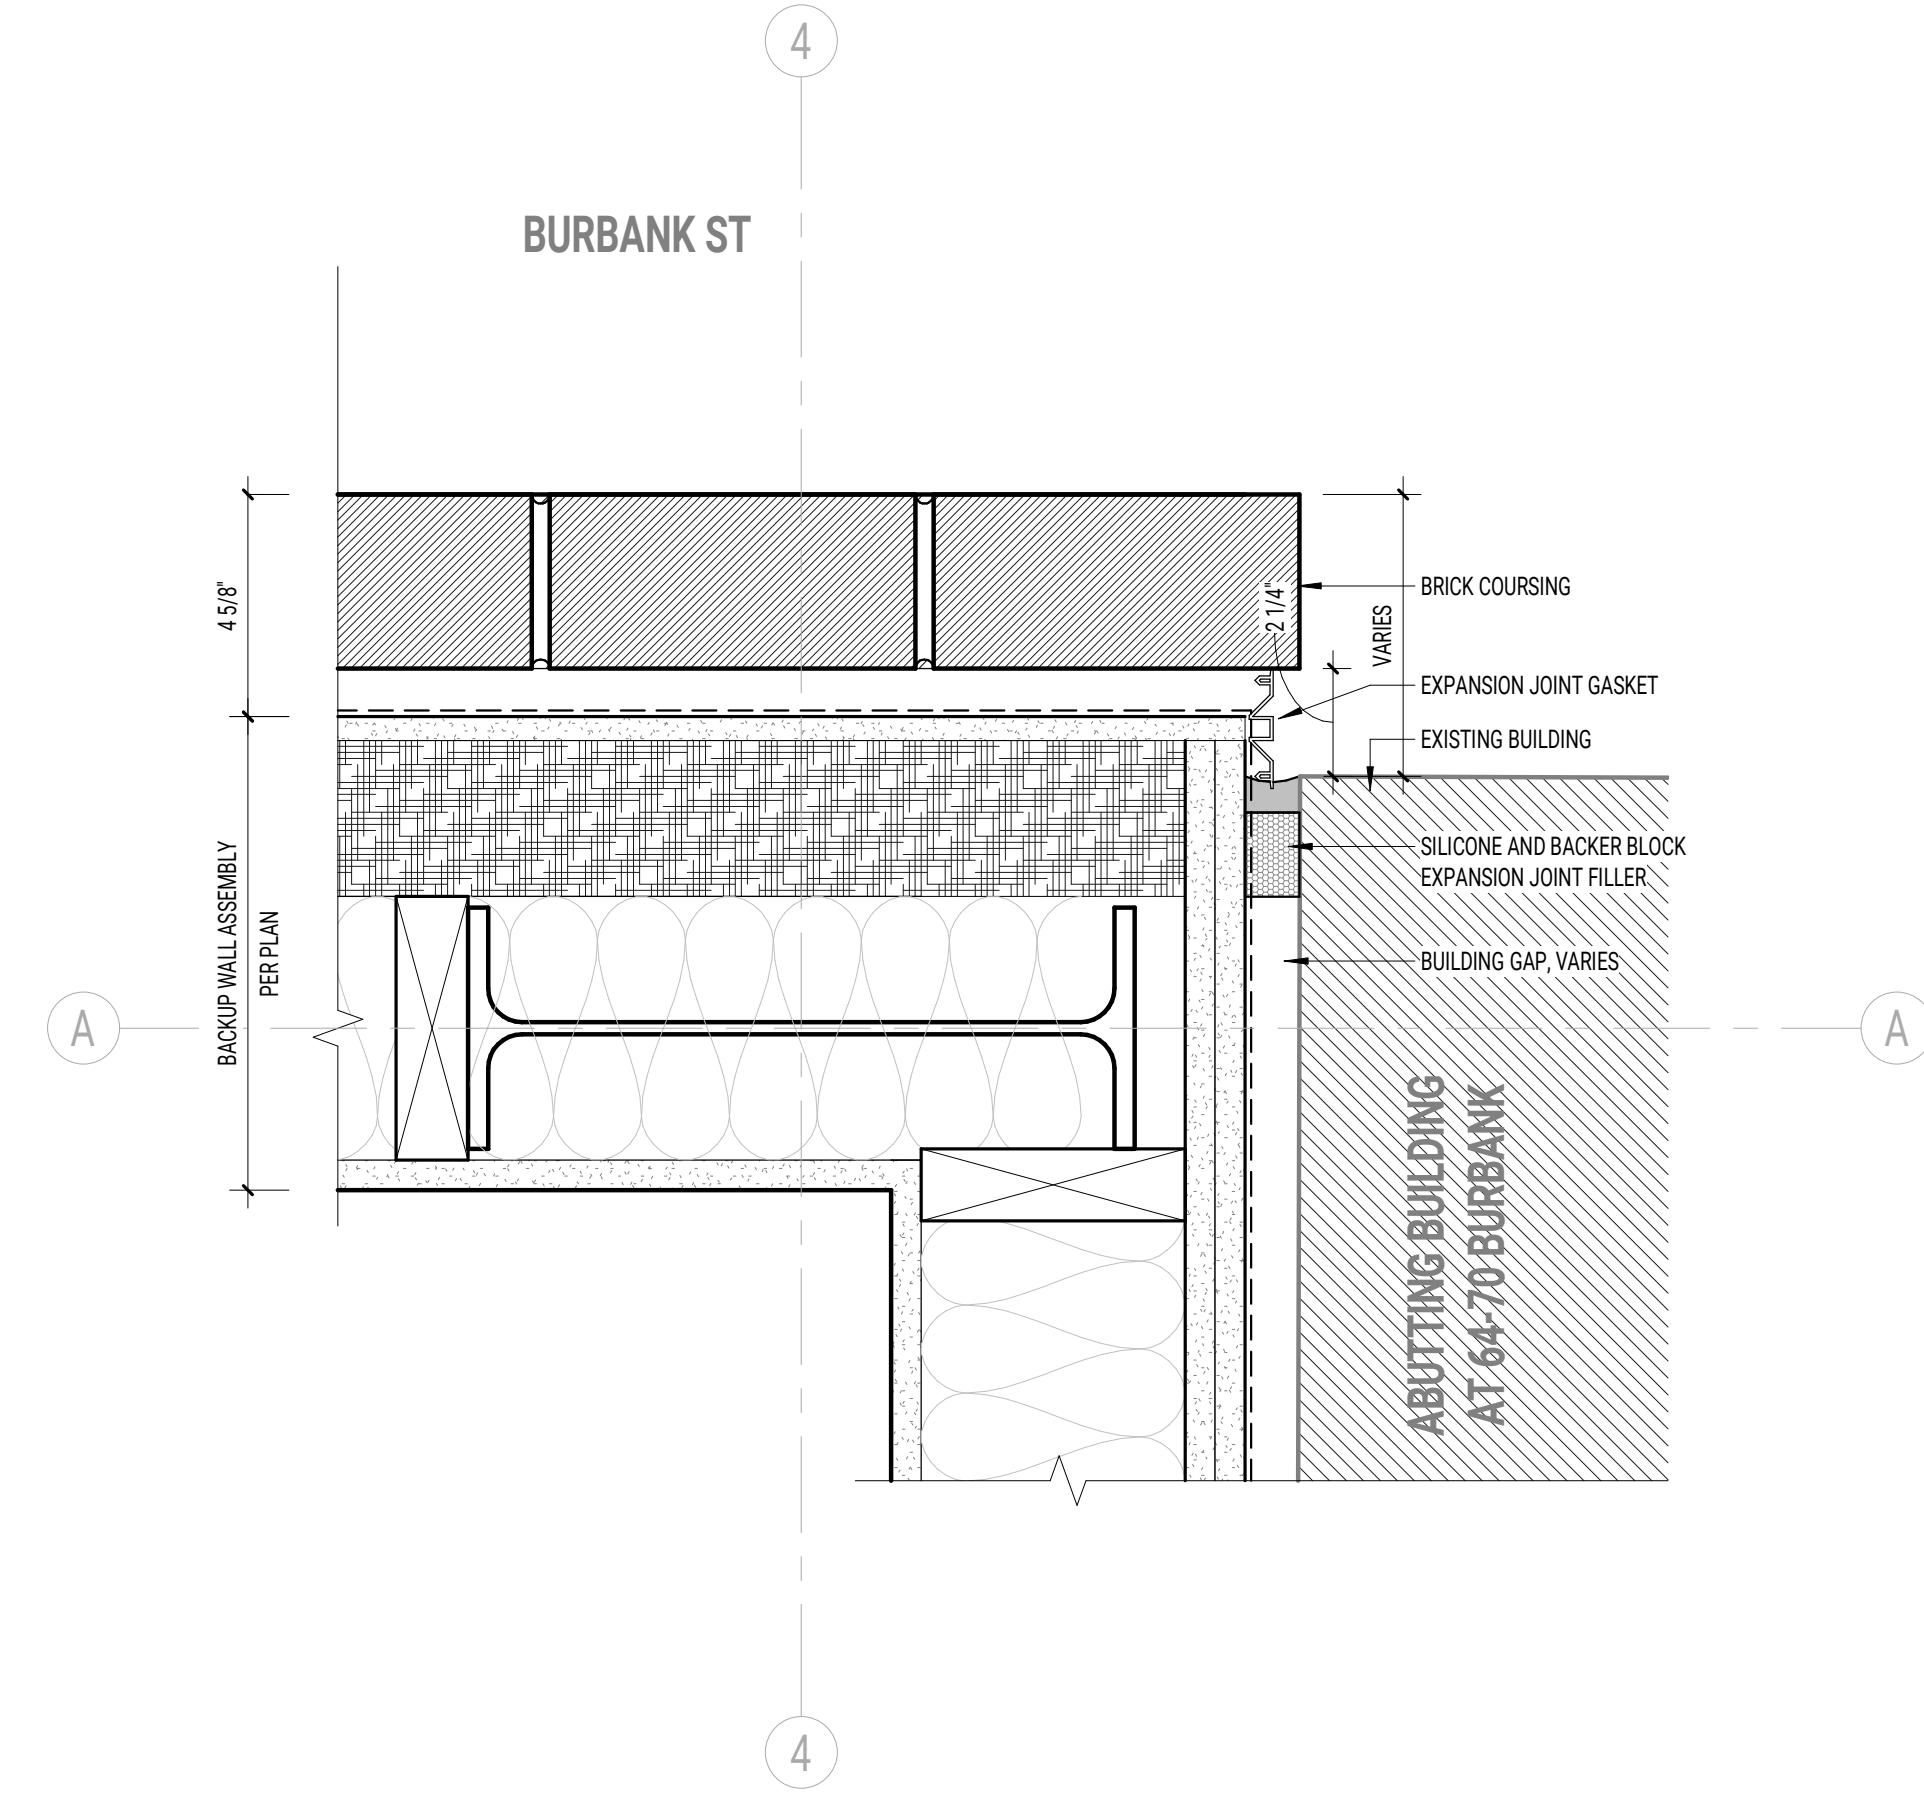 4
BURBANK ST
4 5/8"
2 1/4"
VARIES
BRICK COURSING
EXPANSION JOINT GASKET
EXISTING BUILDING
SILICONE AND BACKER BLOCK
EXPANSION JOINT FILLER
BACKUP WALL ASSEMBLY
PER PLAN
BUILDING GAP, VARIES
A
A
ABUTTING BUILDING
AT 64-70 BURBANK
4